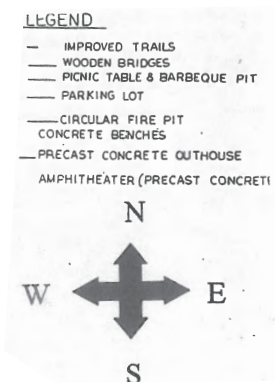 LEGEND
IMPROVED TRAILS
WOODEN BRIDGES
PICNIC TABLE & BARBEQUE PIT
PARKING LOT
CIRCULAR FIRE PIT
CONCRETE BENCHES
PRECAST CONCRETE OUTHOUSE
AMPHITHEATER (PRECAST CONCRETE
N
W E
S